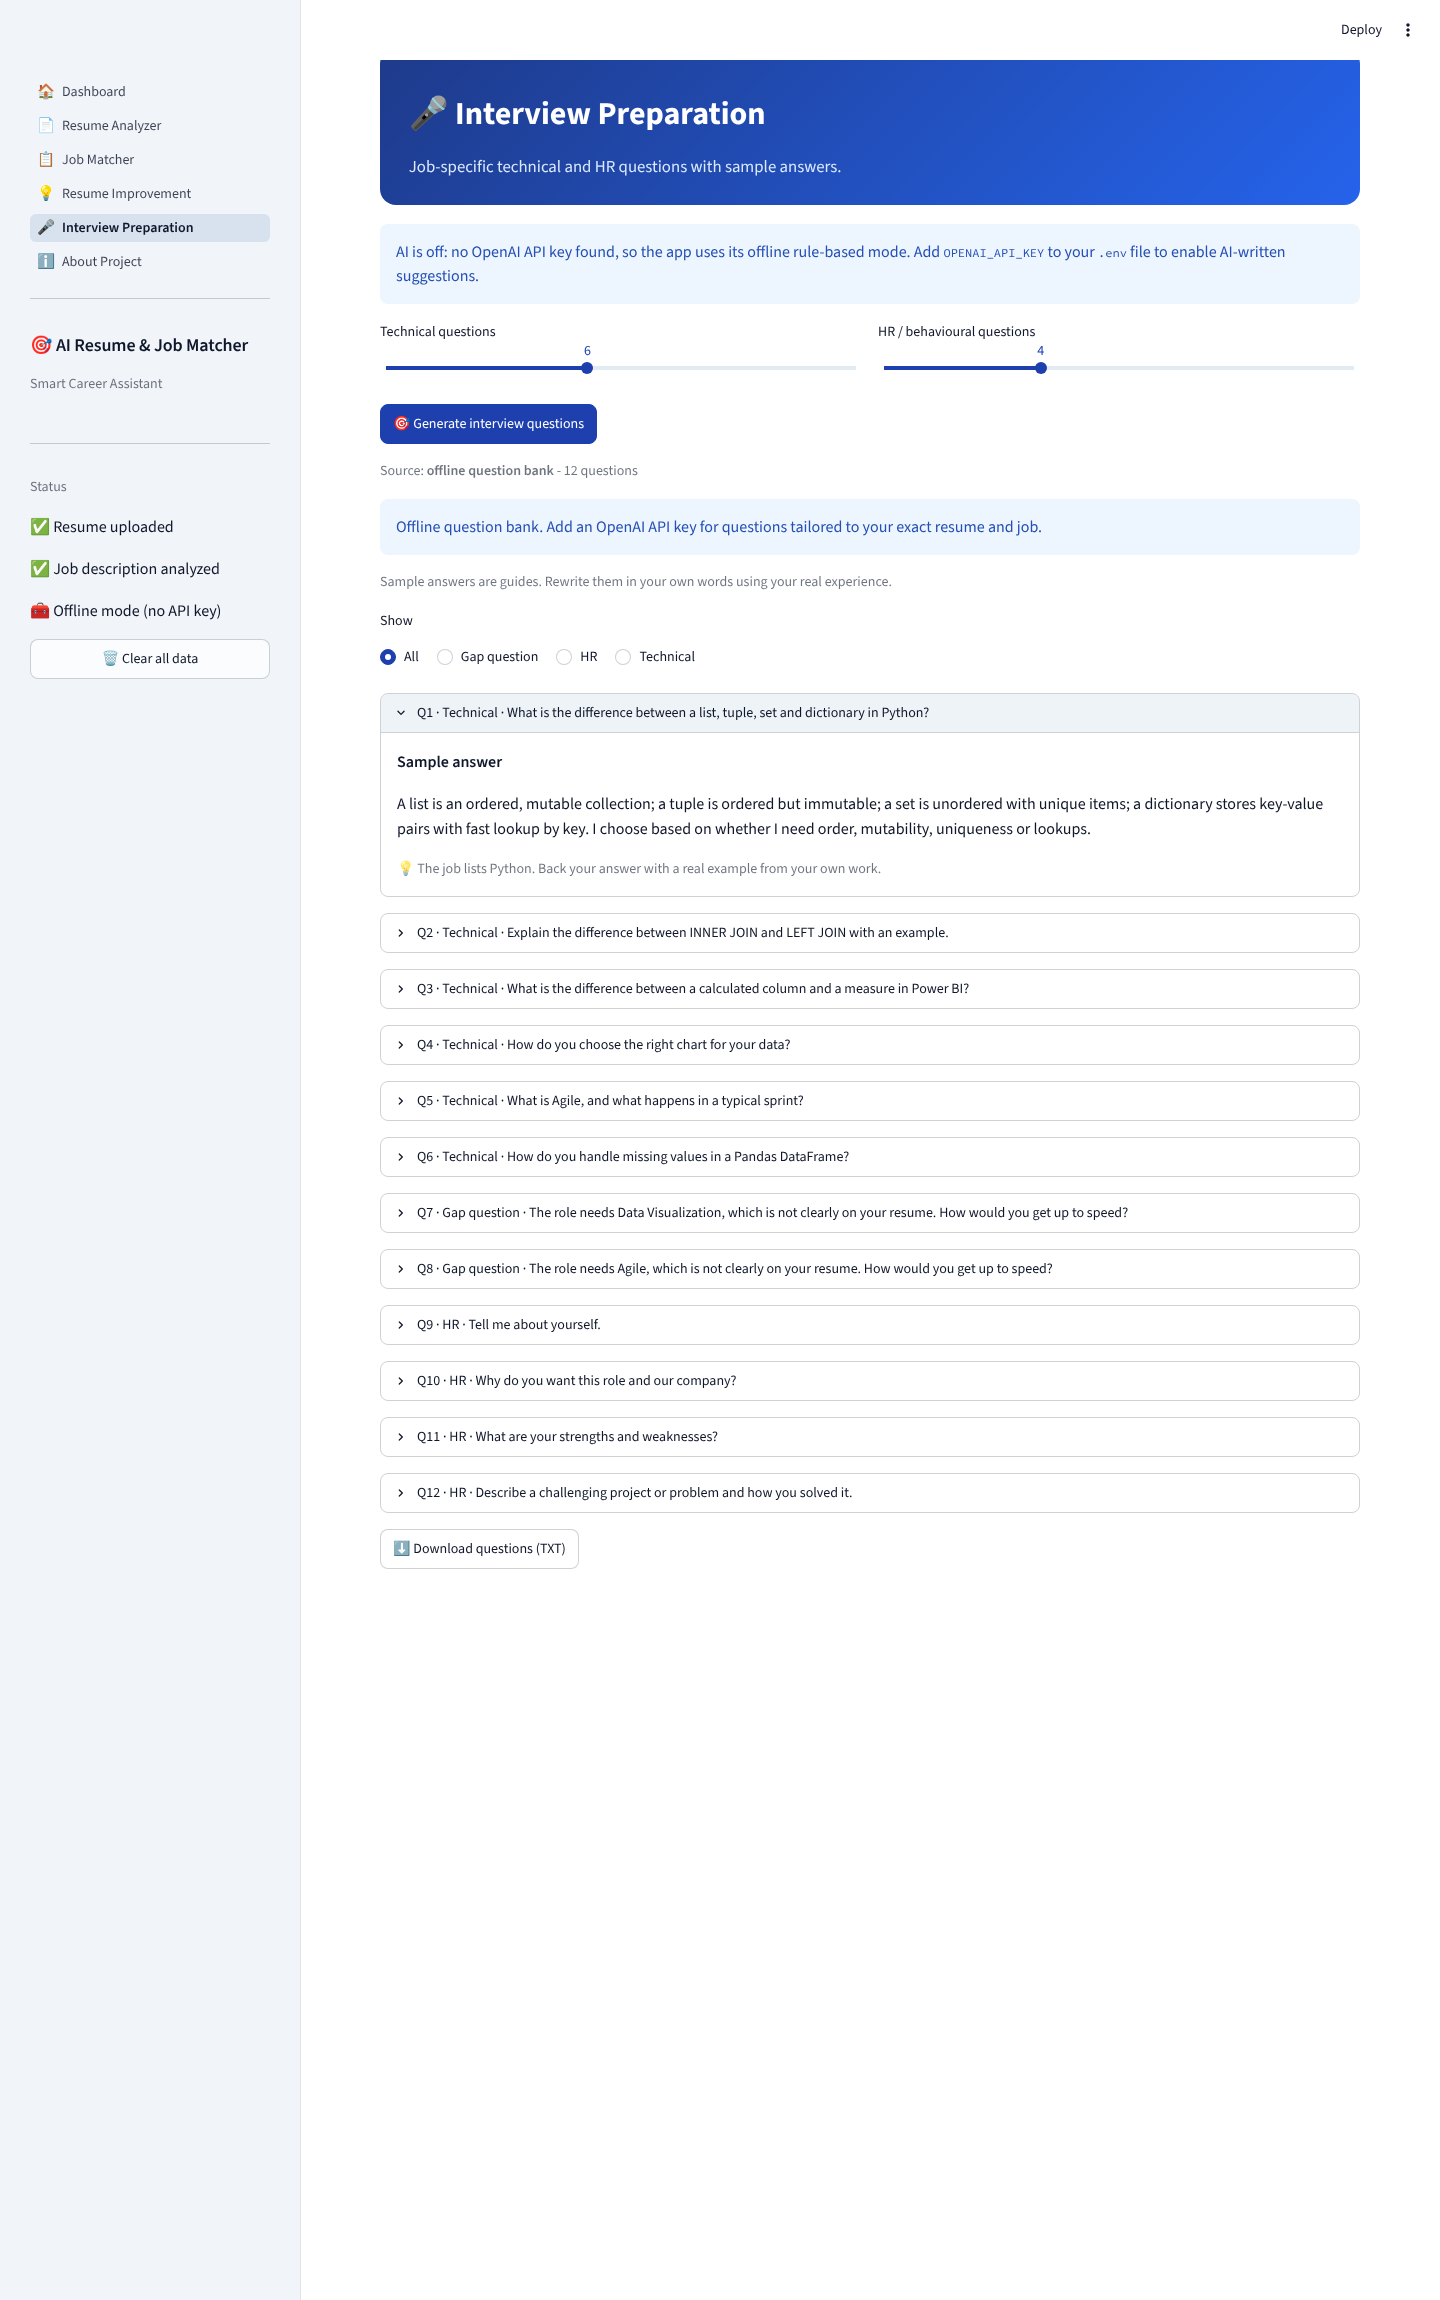 Deploy
🏠 Dashboard
📄 Resume Analyzer
📋 Job Matcher
💡 Resume Improvement
🎤 Interview Preparation
ℹ️ About Project
🎯 AI Resume & Job Matcher
Smart Career Assistant
Status
✅ Resume uploaded
✅ Job description analyzed
🧰 Offline mode (no API key)
🗑️ Clear all data
🎤 Interview Preparation
Job-specific technical and HR questions with sample answers.
AI is off: no OpenAI API key found, so the app uses its offline rule-based mode. Add OPENAI_API_KEY to your .env file to enable AI-written
suggestions.
Technical questions
6
HR / behavioural questions
4
🎯 Generate interview questions
Source: offline question bank - 12 questions
Offline question bank. Add an OpenAI API key for questions tailored to your exact resume and job.
Sample answers are guides. Rewrite them in your own words using your real experience.
Show
All Gap question HR Technical
Q1 · Technical · What is the difference between a list, tuple, set and dictionary in Python?
Sample answer
A list is an ordered, mutable collection; a tuple is ordered but immutable; a set is unordered with unique items; a dictionary stores key-value
pairs with fast lookup by key. I choose based on whether I need order, mutability, uniqueness or lookups.
💡 The job lists Python. Back your answer with a real example from your own work.
Q2 · Technical · Explain the difference between INNER JOIN and LEFT JOIN with an example.
Q3 · Technical · What is the difference between a calculated column and a measure in Power BI?
Q4 · Technical · How do you choose the right chart for your data?
Q5 · Technical · What is Agile, and what happens in a typical sprint?
Q6 · Technical · How do you handle missing values in a Pandas DataFrame?
Q7 · Gap question · The role needs Data Visualization, which is not clearly on your resume. How would you get up to speed?
Q8 · Gap question · The role needs Agile, which is not clearly on your resume. How would you get up to speed?
Q9 · HR · Tell me about yourself.
Q10 · HR · Why do you want this role and our company?
Q11 · HR · What are your strengths and weaknesses?
Q12 · HR · Describe a challenging project or problem and how you solved it.
⬇️ Download questions (TXT)